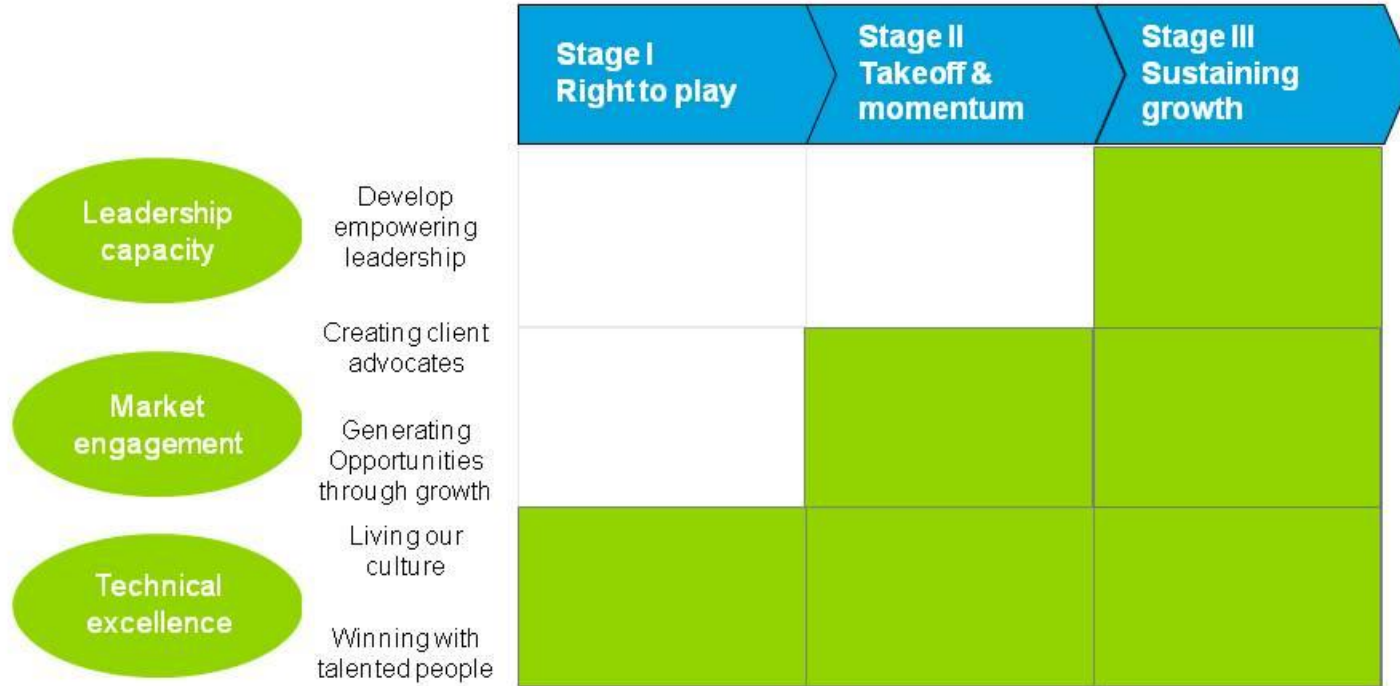 Stage I
Right to play
Stage II
Takeoff &
momentum
Stage III
Sustaining
growth
Leadership
capacity
Develop
empowering
leadership
Creating client
advocates
Market
engagement
Generating
Opportunities
through growth
Living our
culture
Technical
excellence
Winning with
talented people